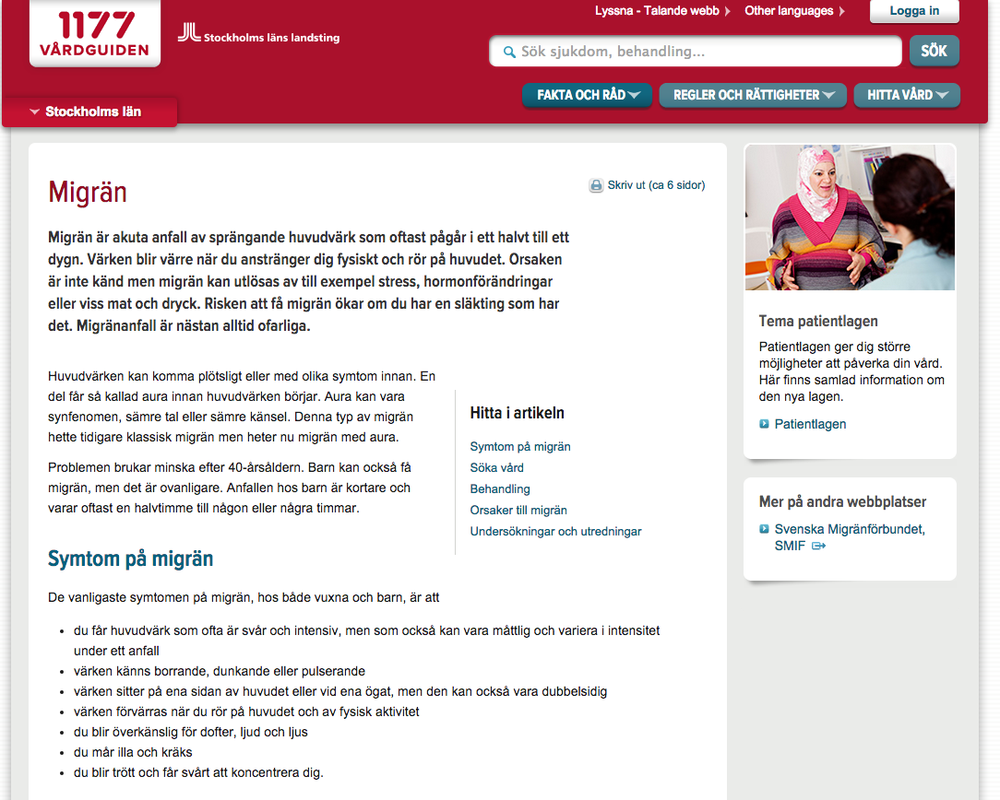 1177
VÅRDGUIDEN
Stockholms läns landsting
Lyssna - Talande webb
Other languages
Logga in
Sök sjukdom, behandling...
SÖK
FAKTA OCH RÅD
REGLER OCH RÄTTIGHETER
HITTA VÅRD
Stockholms län
Migrän
Skriv ut (ca 6 sidor)
Migrän är akuta anfall av sprängande huvudvärk som oftast pågår i ett halvt till ett
dygn. Värken blir värre när du anstränger dig fysiskt och rör på huvudet. Orsaken
är inte känd men migrän kan utlösas av till exempel stress, hormonförändringar
eller viss mat och dryck. Risken att få migrän ökar om du har en släkting som har
det. Migränanfall är nästan alltid ofarliga.
Huvudvärken kan komma plötsligt eller med olika symtom innan. En
del får så kallad aura innan huvudvärken börjar. Aura kan vara
synfenomen, sämre tal eller sämre känsel. Denna typ av migrän
hette tidigare klassisk migrän men heter nu migrän med aura.
Problemen brukar minska efter 40-årsåldern. Barn kan också få
migrän, men det är ovanligare. Anfallen hos barn är kortare och
varar oftast en halvtimme till någon eller några timmar.
Hitta i artikeln
Symtom på migrän
Söka vård
Behandling
Orsaker till migrän
Undersökningar och utredningar
Symtom på migrän
De vanligaste symtomen på migrän, hos både vuxna och barn, är att
• du får huvudvärk som ofta är svår och intensiv, men som också kan vara måttlig och variera i intensitet
under ett anfall
• värken känns borrande, dunkande eller pulserande
• värken sitter på ena sidan av huvudet eller vid ena ögat, men den kan också vara dubbelsidig
• värken förvärras när du rör på huvudet och av fysisk aktivitet
• du blir överkänslig för dofter, ljud och ljus
• du mår illa och kräks
• du blir trött och får svårt att koncentrera dig.
Tema patientlagen
Patientlagen ger dig större
möjligheter att påverka din vård.
Här finns samlad information om
den nya lagen.
Patientlagen
Mer på andra webbplatser
Svenska Migränförbundet,
SMIF